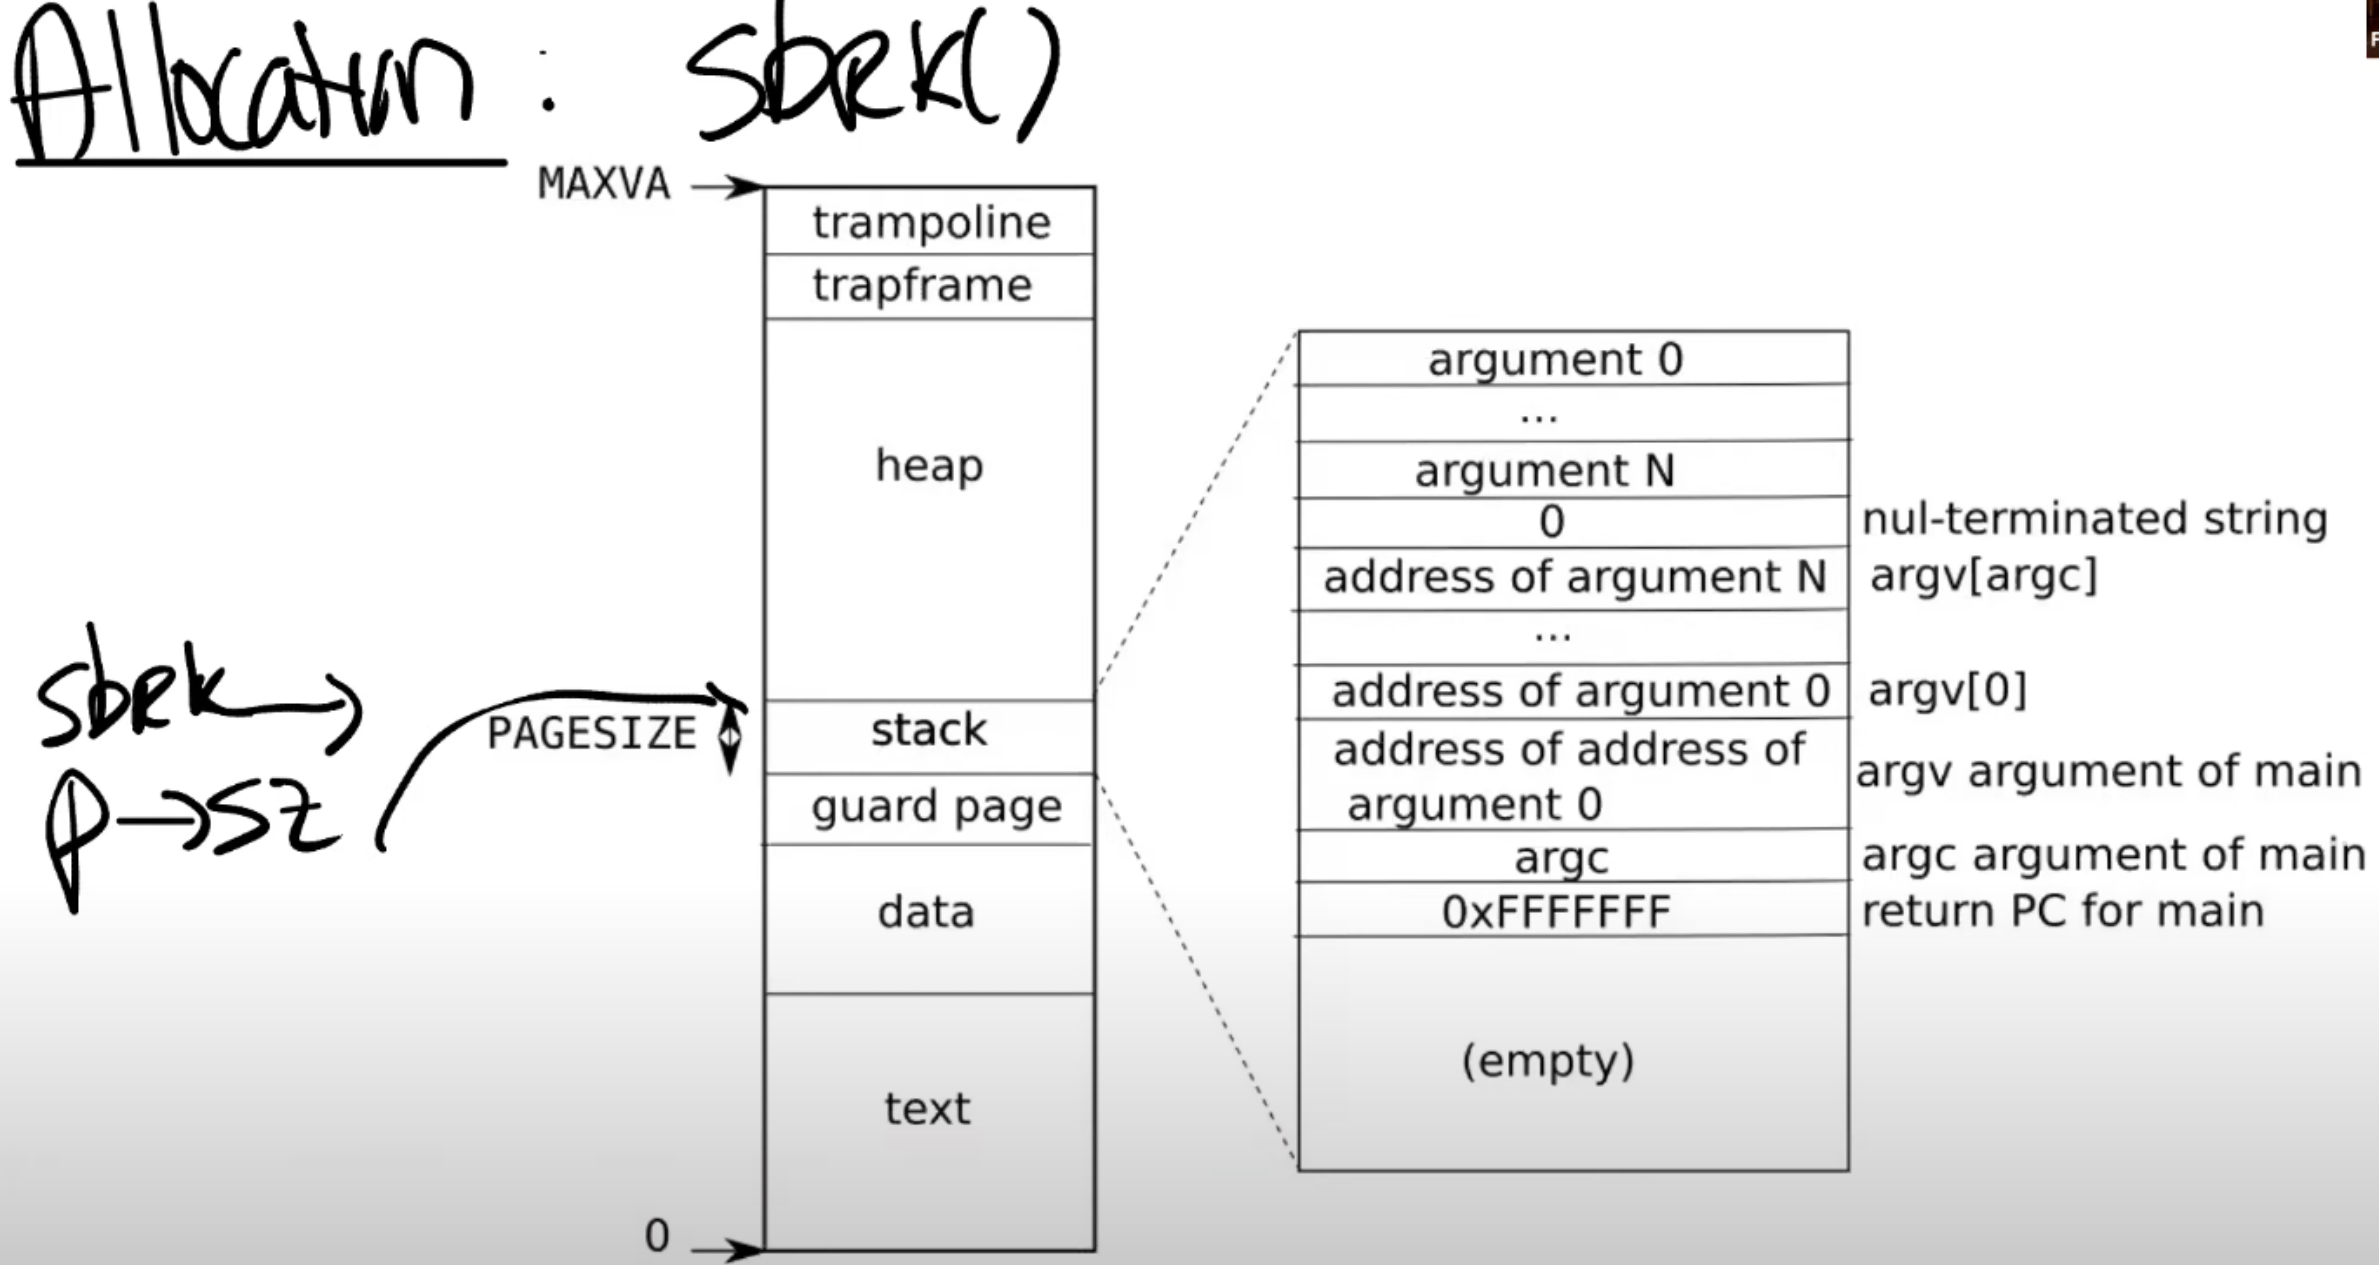 Allocation : sbrk()
MAXVA
trampoline
trapframe
heap
stack
guard page
data
text
0
sbrk
p→sz
PAGESIZE
argument 0
...
argument N
0 nul-terminated string
address of argument N argv[argc]
...
address of argument 0 argv[0]
address of address of
argument 0 argv argument of main
argc argc argument of main
0xFFFFFFF return PC for main
(empty)
F